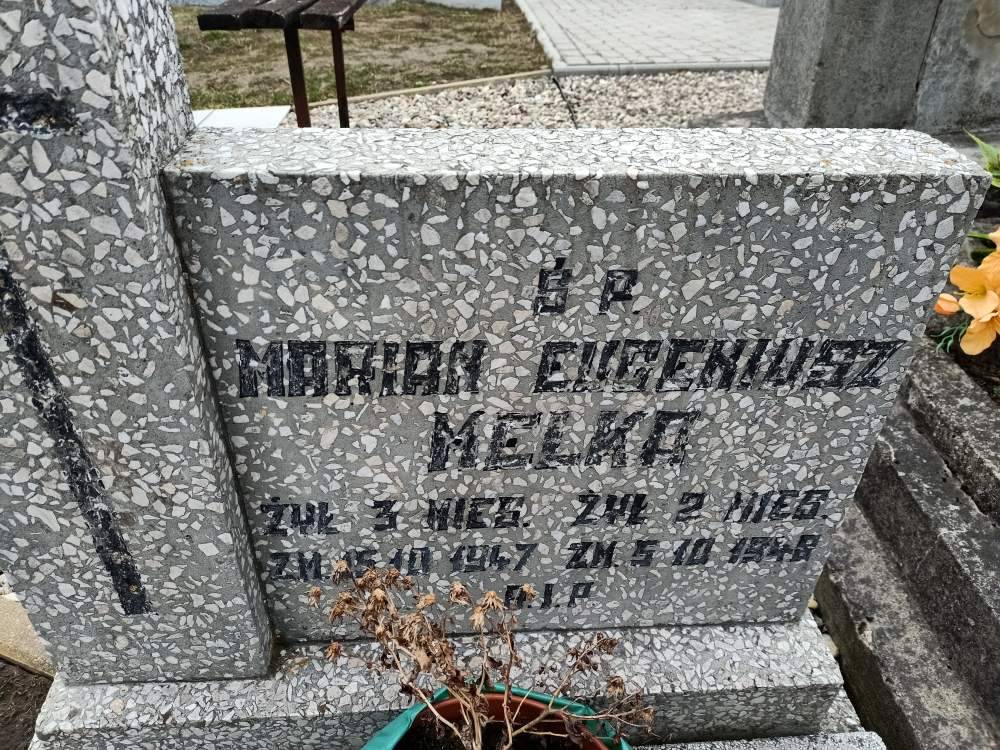 Ś P.
MARIAN EUGENIUSZ
MELKA
ŻYŁ 3 MIES. ŻYŁ 2 MIES.
ZM. 15 10 1947 ZM. 5 10 1948
R.I.P.